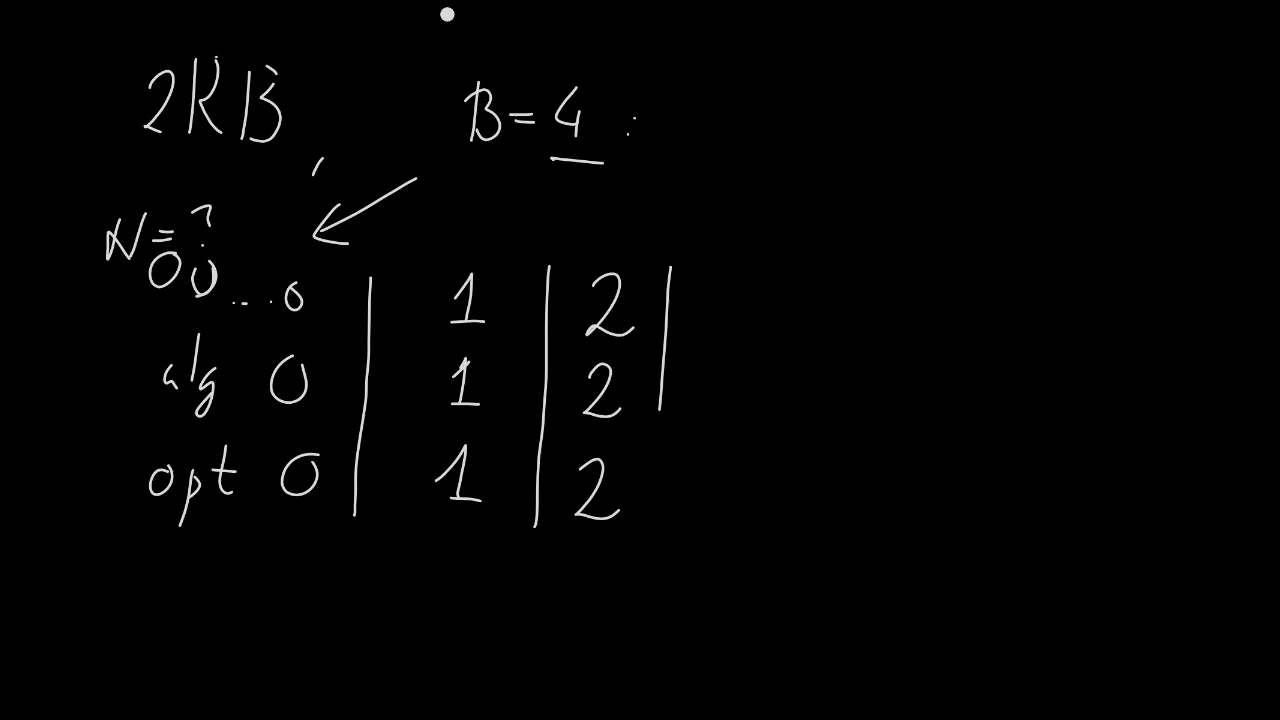 2KB B=4
N=?
00...0 | 1 | 2 |
alg 0 | 1 | 2
opt 0 | 1 | 2